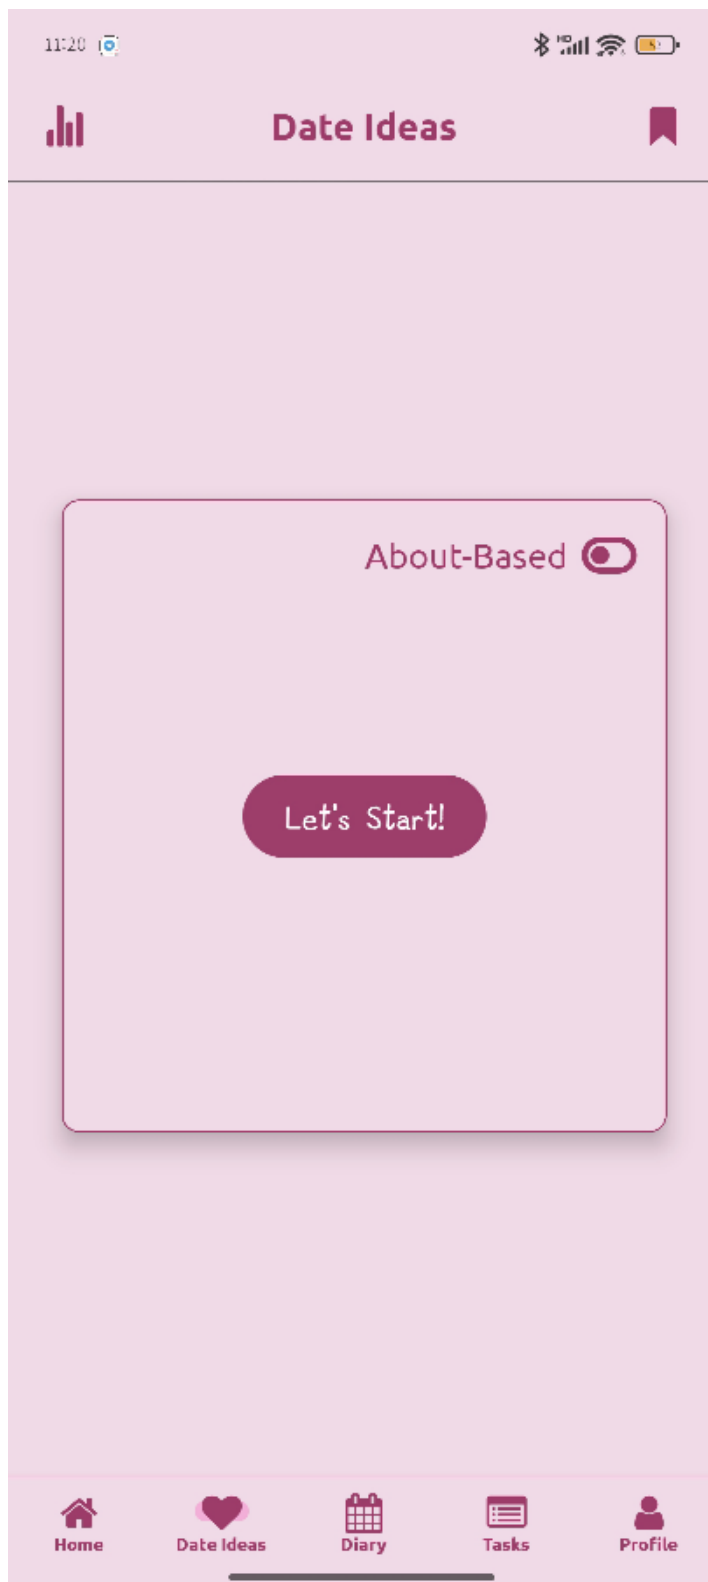 11:20
Date Ideas
About-Based
Let's Start!
Home Date Ideas Diary Tasks Profile